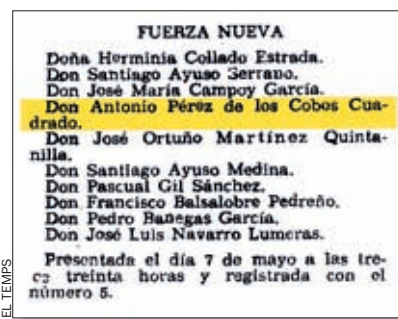 FUERZA NUEVA
Doña Herminia Collado Estrada.
Don Santiago Ayuso Serrano.
Don José María Campoy García.
Don Antonio Pérez de los Cobos Cua-
drado.
Don José Ortuño Martínez Quinta-
nilla.
Don Santiago Ayuso Medina.
Don Pascual Gil Sánchez.
Don Francisco Balsalobre Pedreño.
Don Pedro Banegas García.
Don José Luis Navarro Lumeras.
Presentada el día 7 de mayo a las tre-
ce treinta horas y registrada con el
número 5.
EL TEMPS